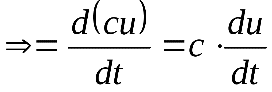 ⇒ = d(cu)/dt = c · du/dt